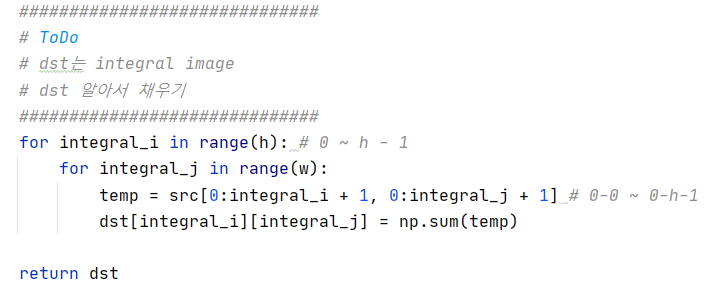 ##############################
# ToDo
# dst는 integral image
# dst 알아서 채우기
##############################
for integral_i in range(h): # 0 ~ h - 1
    for integral_j in range(w):
        temp = src[0:integral_i + 1, 0:integral_j + 1] # 0-0 ~ 0-h-1
        dst[integral_i][integral_j] = np.sum(temp)
return dst